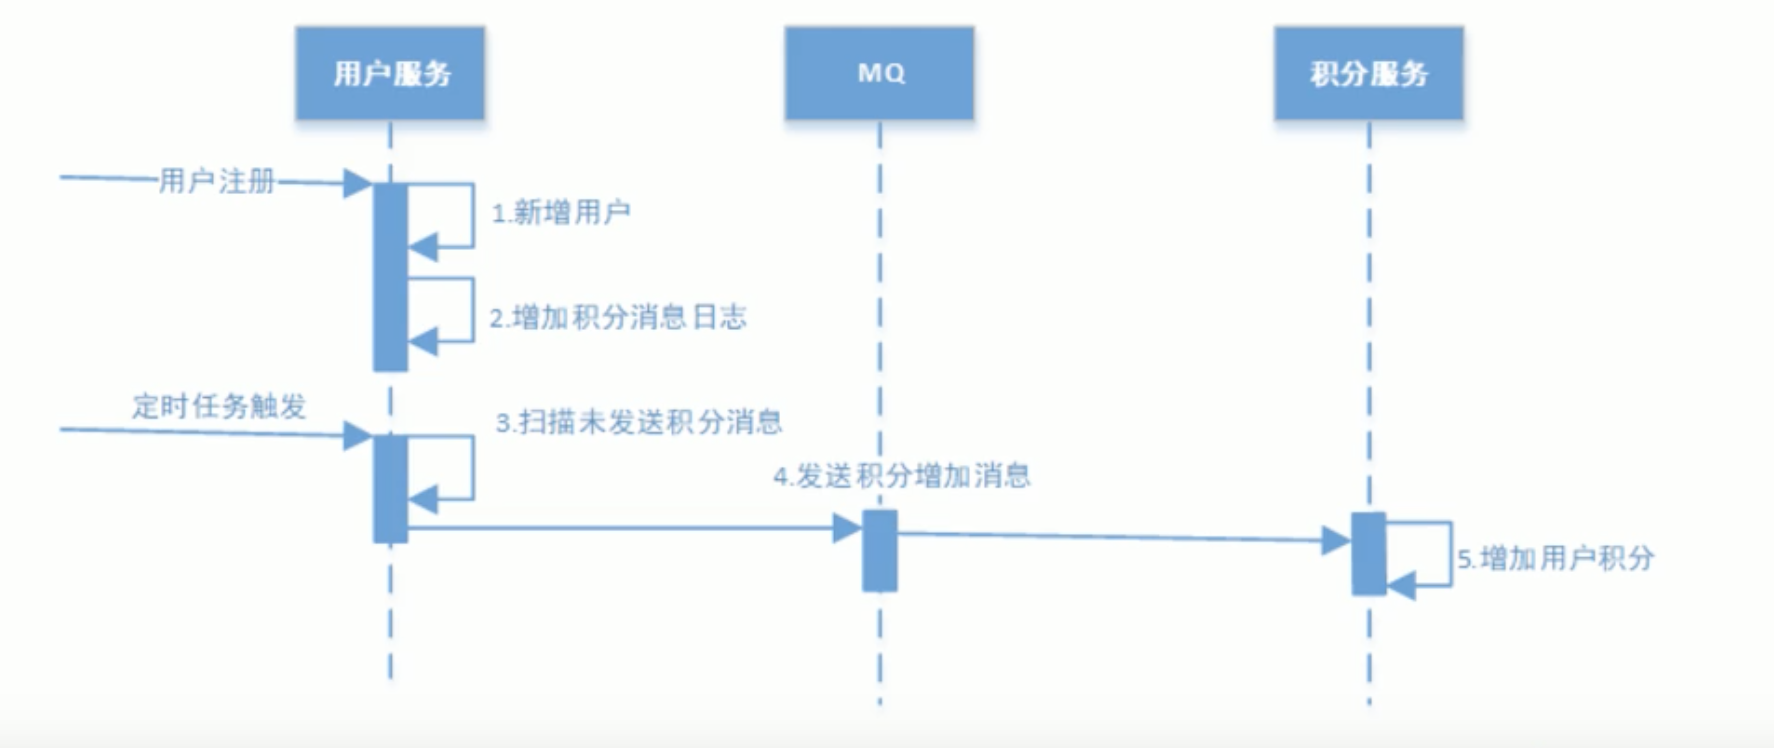 用户服务
MQ
积分服务
用户注册
1.新增用户
2.增加积分消息日志
定时任务触发
3.扫描未发送积分消息
4.发送积分增加消息
5.增加用户积分